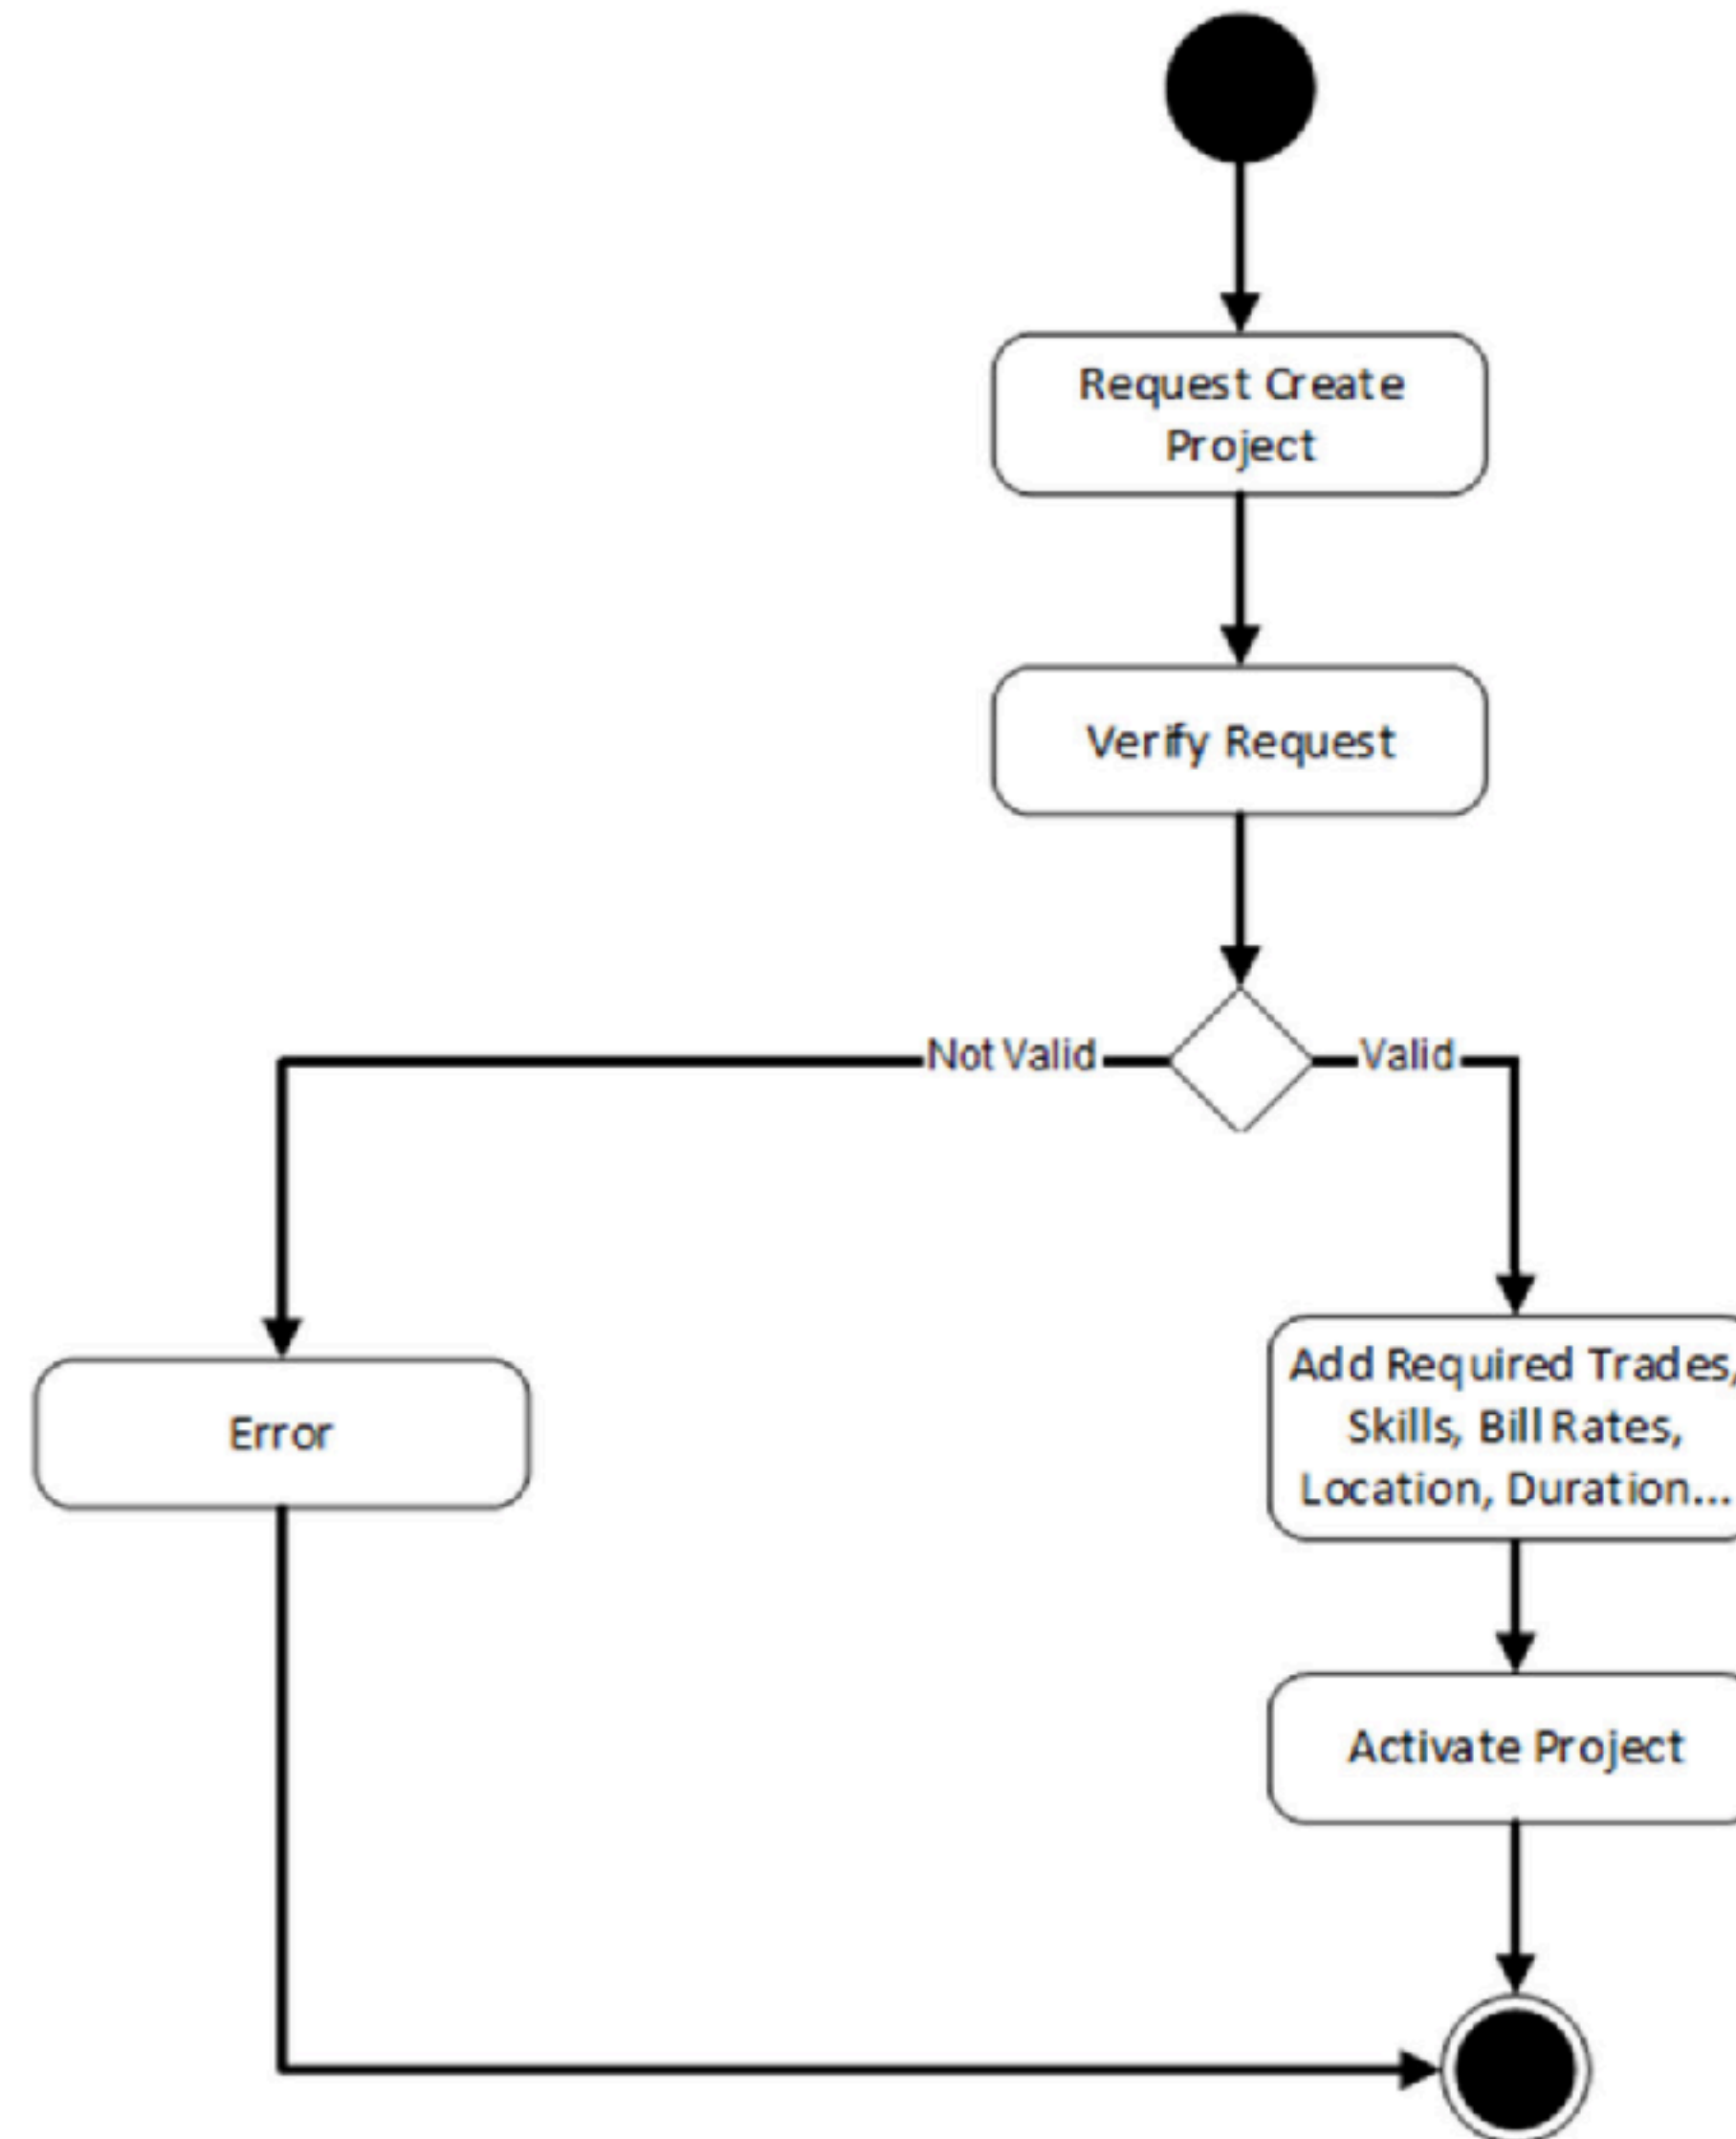 Request Create
Project
Verify Request
Not Valid
Valid
Error
Add Required Trades,
Skills, Bill Rates,
Location, Duration...
Activate Project